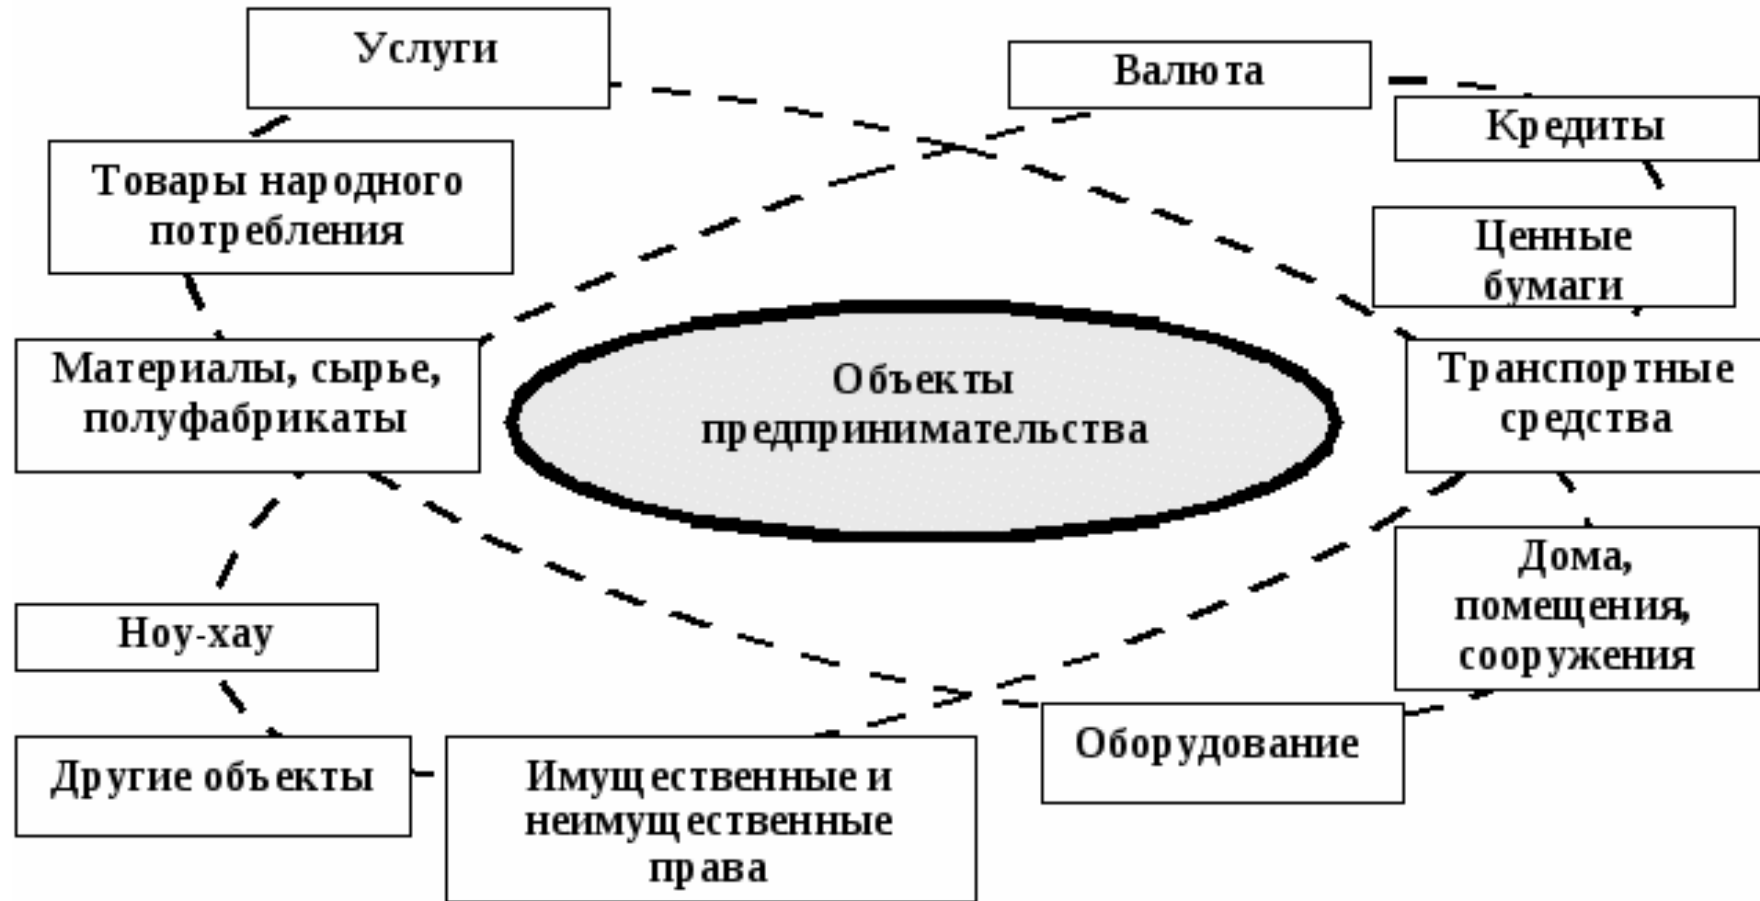 Услуги
Валюта
Кредиты
Товары народного
потребления
Ценные
бумаги
Материалы, сырье,
полуфабрикаты
Объекты
предпринимательства
Транспортные
средства
Дома,
помещения,
сооружения
Ноу-хау
Оборудование
Другие объекты
Имущественные и
неимущественные
права